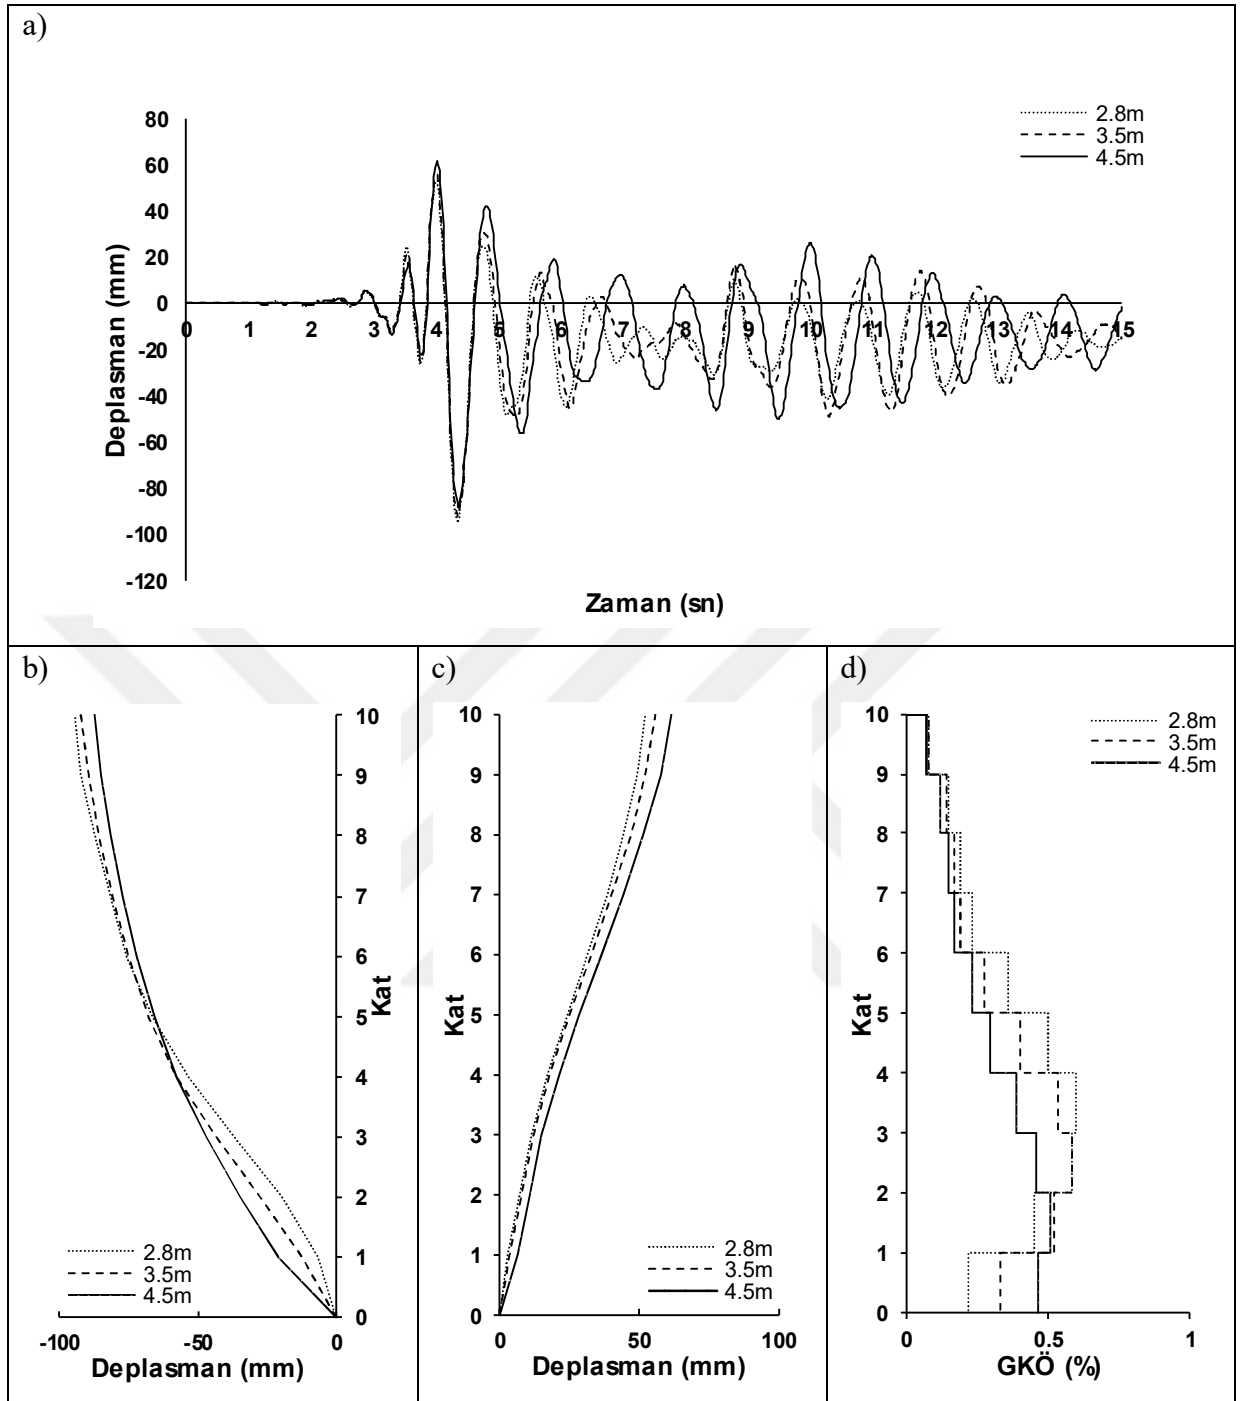 a)
2.8m
3.5m
4.5m
80
60
40
20
0
-20
-40
-60
-80
-100
-120
0 1 2 3 4 5 6 7 8 9 10 11 12 13 14 15
Deplasman (mm)
Zaman (sn)
b)
10
9
8
7
6
5
4
3
2
1
0
Kat
2.8m
3.5m
4.5m
-100 -50 0
Deplasman (mm)
c)
10
9
8
7
6
5
4
3
2
1
0
Kat
2.8m
3.5m
4.5m
0 50 100
Deplasman (mm)
d)
2.8m
3.5m
4.5m
10
9
8
7
6
5
4
3
2
1
0
Kat
0 0.5 1
GKÖ (%)